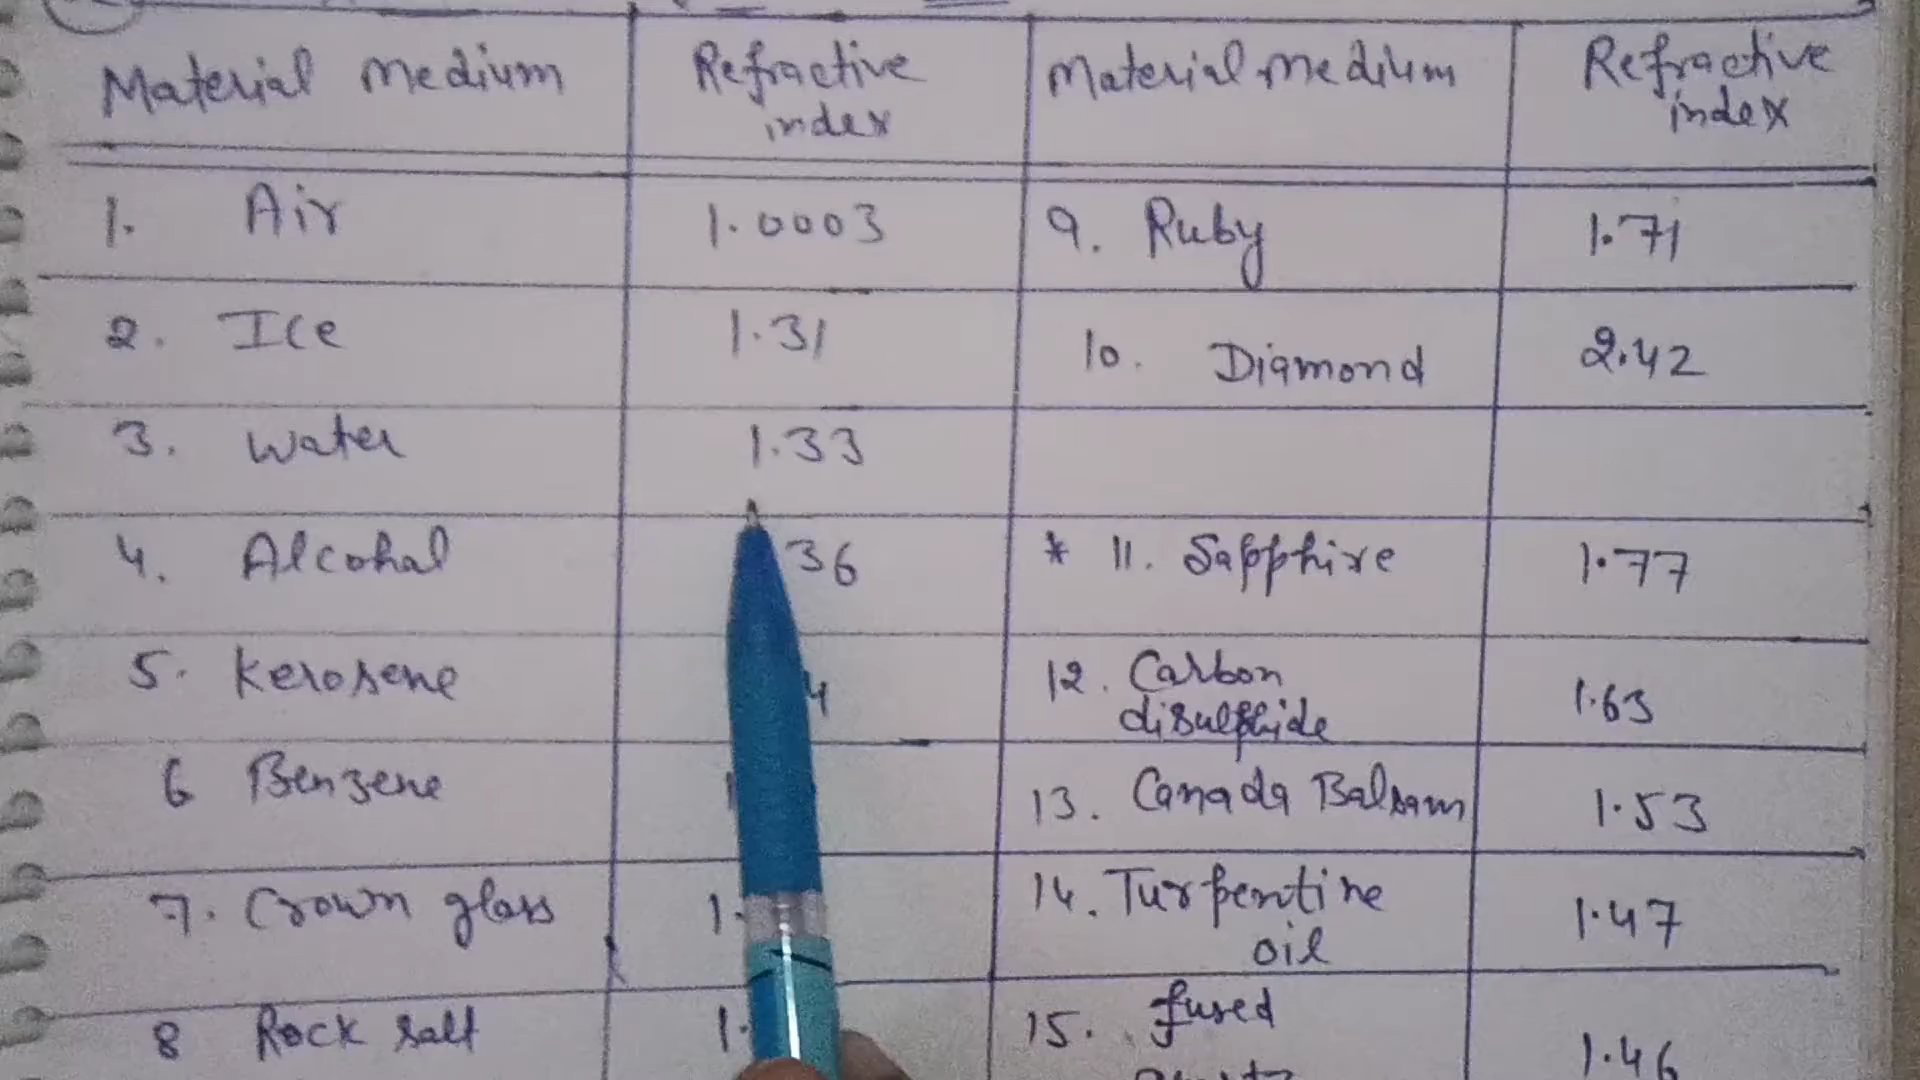 Material medium Refractive index Material medium Refractive index
1. Air 1.0003 9. Ruby 1.71
2. Ice 1.31 10. Diamond 2.42
3. Water 1.33
4. Alcohal 36 * 11. Sapphire 1.77
5. Kerosene 4 12. Carbon disulphide 1.63
6 Benzene 13. Canada Balsam 1.53
7. Crown glass 1. 14. Turpentine oil 1.47
8 Rock salt 1. 15. fused 1.46